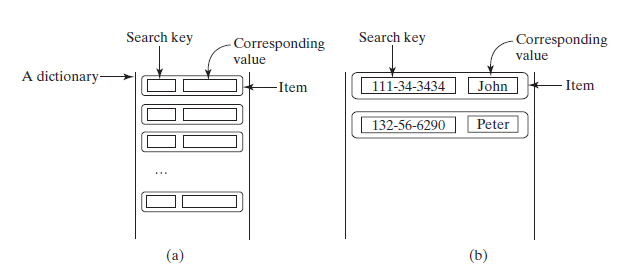 Search key
Corresponding
value
A dictionary
Item
...
(a)
Search key
Corresponding
value
111-34-3434
John
Item
132-56-6290
Peter
(b)